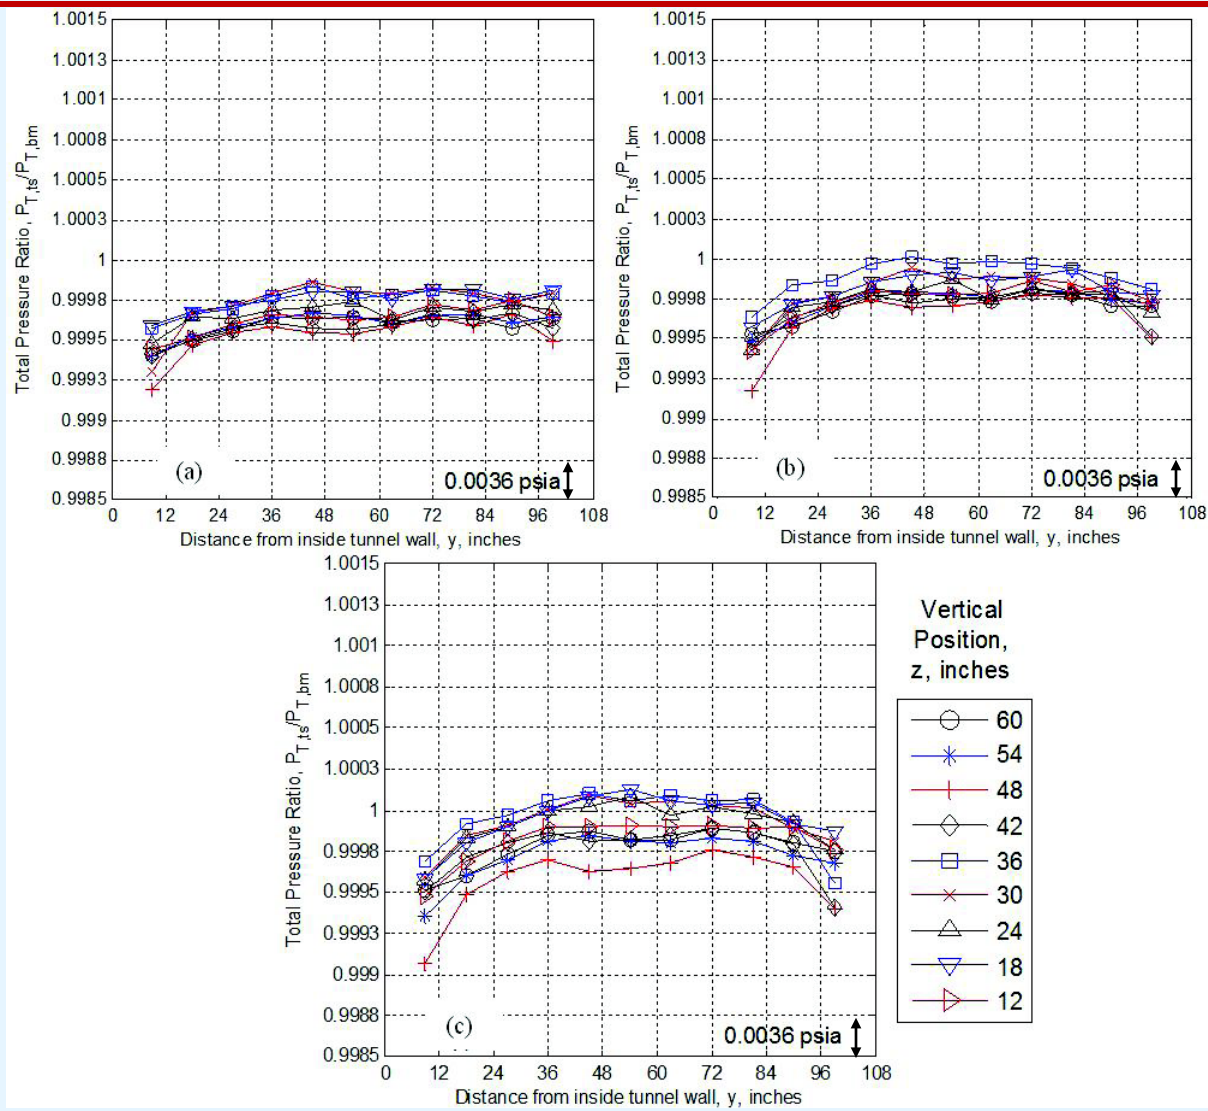 1.0015
1.0013
1.001
1.0008
1.0005
1.0003
1
0.9998
0.9995
0.9993
0.999
0.9988
0.9985
Total Pressure Ratio, P_T,ts/P_T,bm
(a)
0.0036 psia
0 12 24 36 48 60 72 84 96 108
Distance from inside tunnel wall, y, inches
1.0015
1.0013
1.001
1.0008
1.0005
1.0003
1
0.9998
0.9995
0.9993
0.999
0.9988
0.9985
Total Pressure Ratio, P_T,ts/P_T,bm
(b)
0.0036 psia
0 12 24 36 48 60 72 84 96 108
Distance from inside tunnel wall, y, inches
1.0015
1.0013
1.001
1.0008
1.0005
1.0003
1
0.9998
0.9995
0.9993
0.999
0.9988
0.9985
Total Pressure Ratio, P_T,ts/P_T,bm
(c)
0.0036 psia
0 12 24 36 48 60 72 84 96 108
Distance from inside tunnel wall, y, inches
Vertical
Position,
z, inches
60
54
48
42
36
30
24
18
12